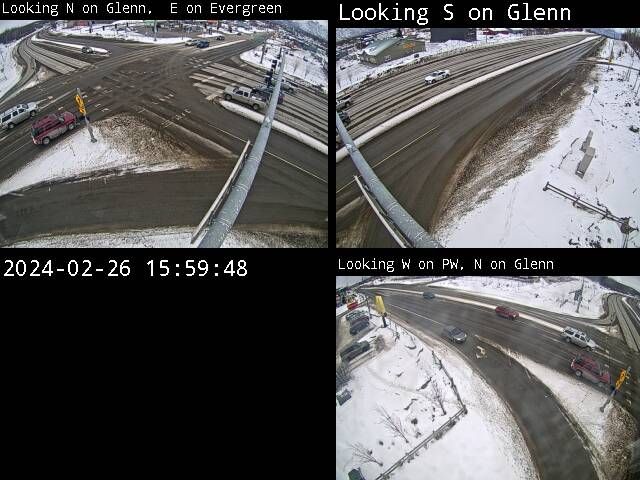 Looking N on Glenn,  E on Evergreen
Looking S on Glenn
2024-02-26 15:59:48
Looking W on PW, N on Glenn